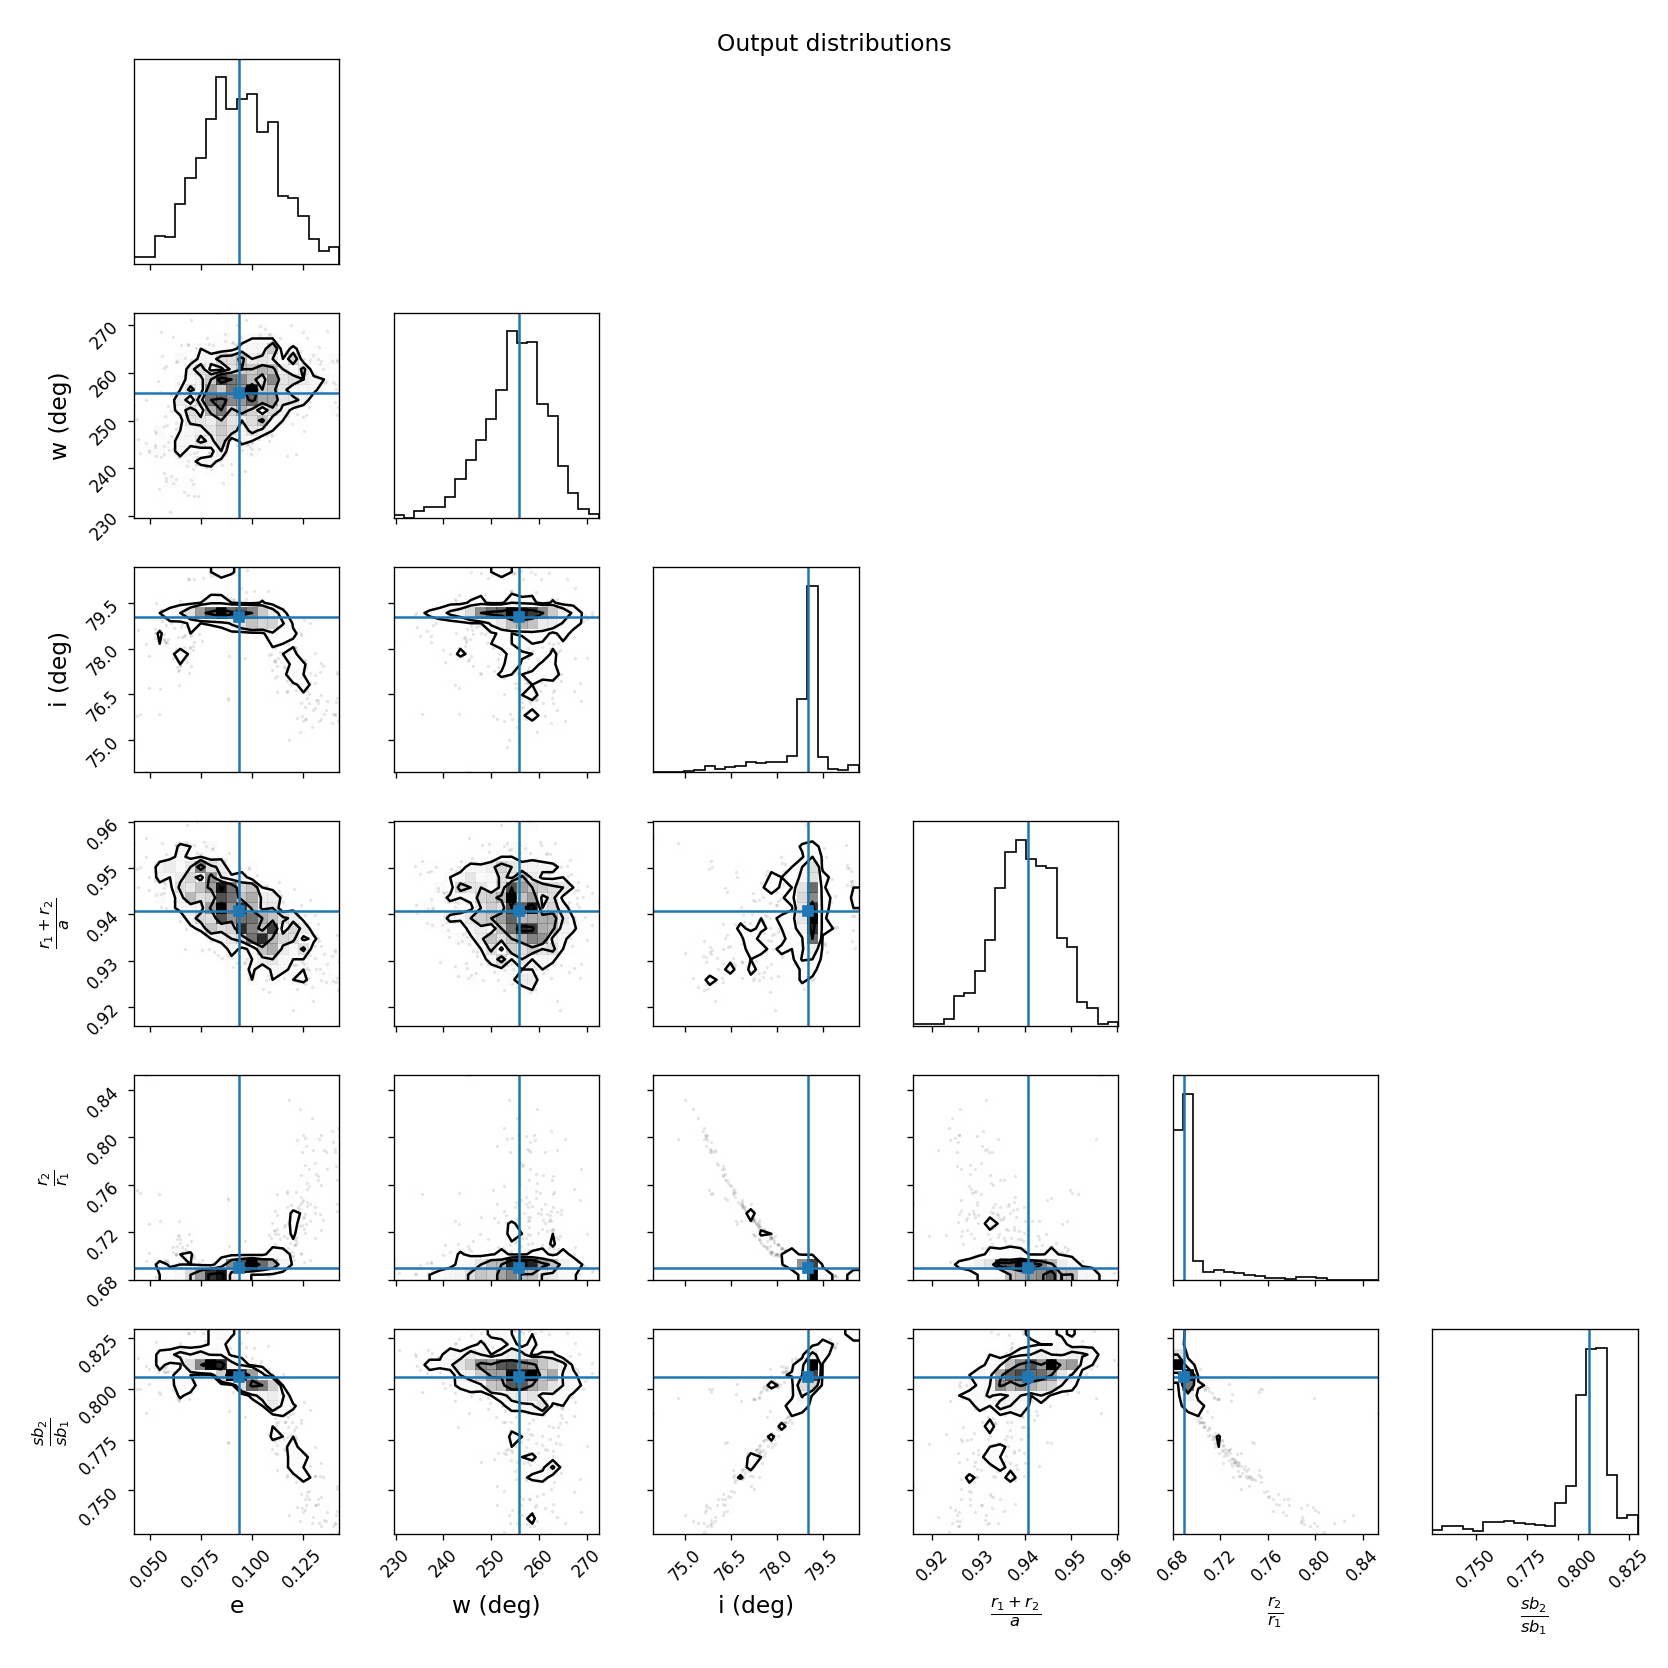 Output distributions
w (deg)
270
260
250
240
230
i (deg)
79.5
78.0
76.5
75.0
r₁ + r₂
a
0.96
0.95
0.94
0.93
0.92
r₂
r₁
0.84
0.80
0.76
0.72
0.68
sb₂
sb₁
0.825
0.800
0.775
0.750
0.050 0.075 0.100 0.125 230 240 250 260 270 75.0 76.5 78.0 79.5 0.92 0.93 0.94 0.95 0.96 0.68 0.72 0.76 0.80 0.84 0.750 0.775 0.800 0.825
e w (deg) i (deg)
r₁ + r₂
a
r₂
r₁
sb₂
sb₁